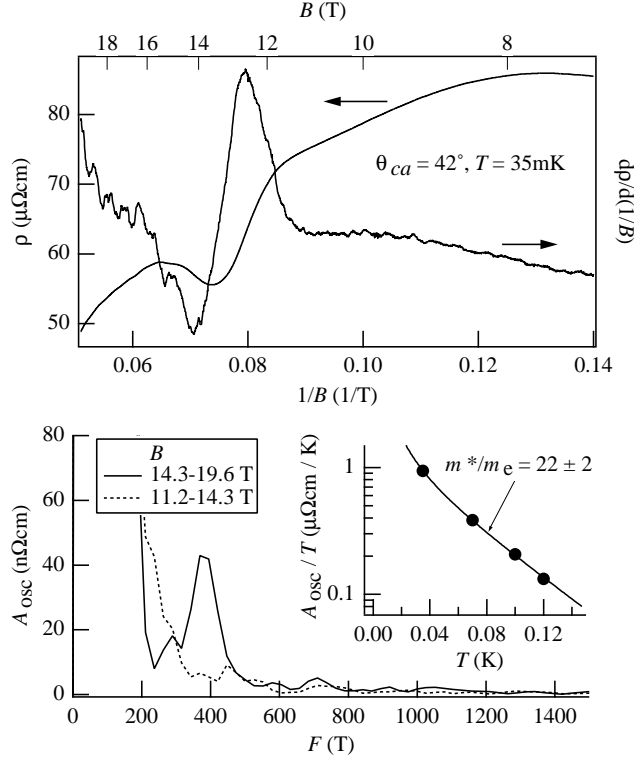 B (T)
18 16 14 12 10 8
80
70
60
50
ρ (μΩcm)
θca = 42°, T = 35mK
dρ/d(1/B)
0.06 0.08 0.10 0.12 0.14
1/B (1/T)
80
60
40
20
0
A osc (nΩcm)
B
14.3-19.6 T
11.2-14.3 T
0 200 400 600 800 1000 1200 1400
F (T)
m*/me = 22 ± 2
1
0.1
A osc / T (μΩcm / K)
0.00 0.04 0.08 0.12
T (K)